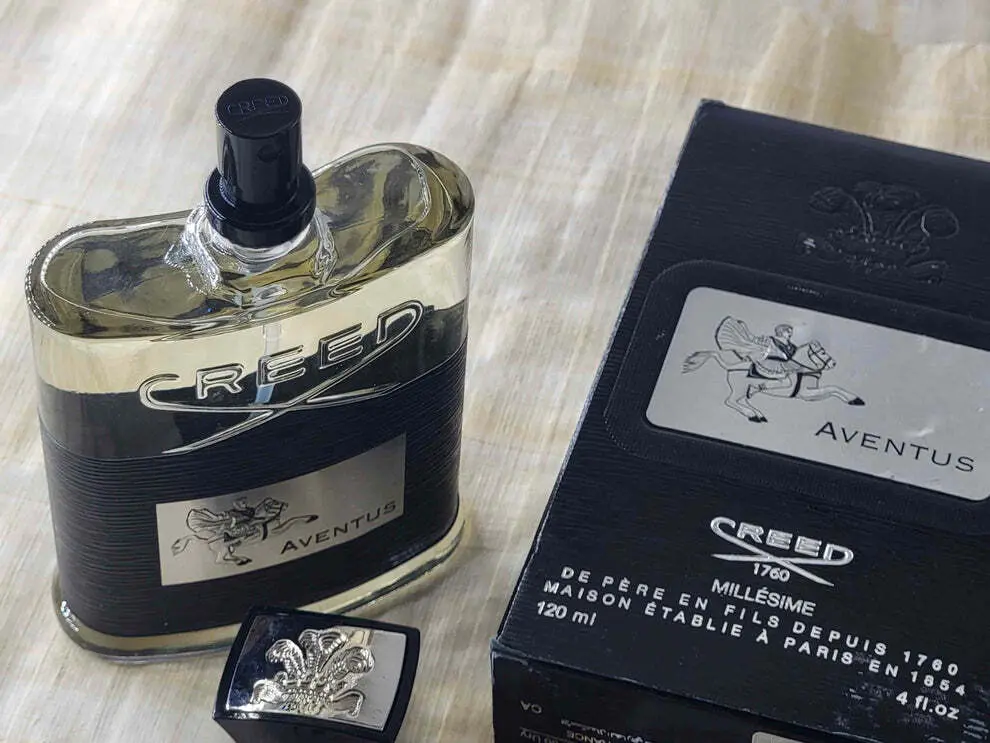 CREED
CREED
AVENTUS
AVENTUS
CREED
1760
MILLÉSIME
DE PÈRE EN FILS DEPUIS 1760
MAISON ÉTABLIE À PARIS EN 1854
120 ml
4 fl.oz
CA